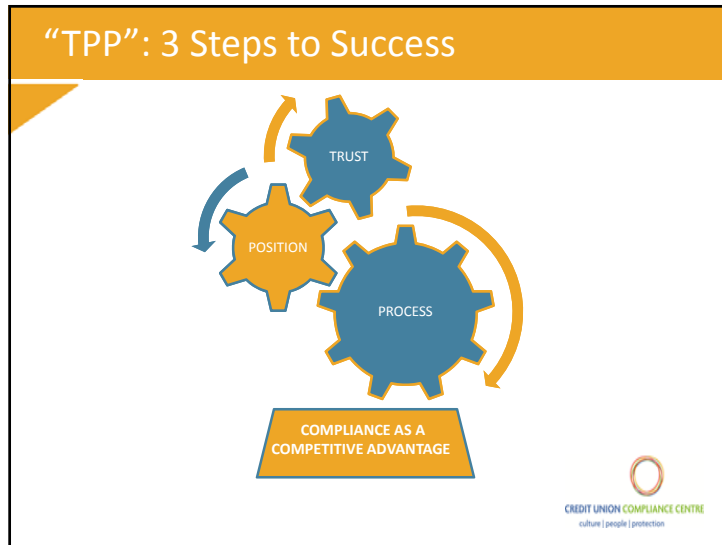 “TPP”: 3 Steps to Success
TRUST
POSITION
PROCESS
COMPLIANCE AS A
COMPETITIVE ADVANTAGE
CREDIT UNION COMPLIANCE CENTRE
culture | people | protection